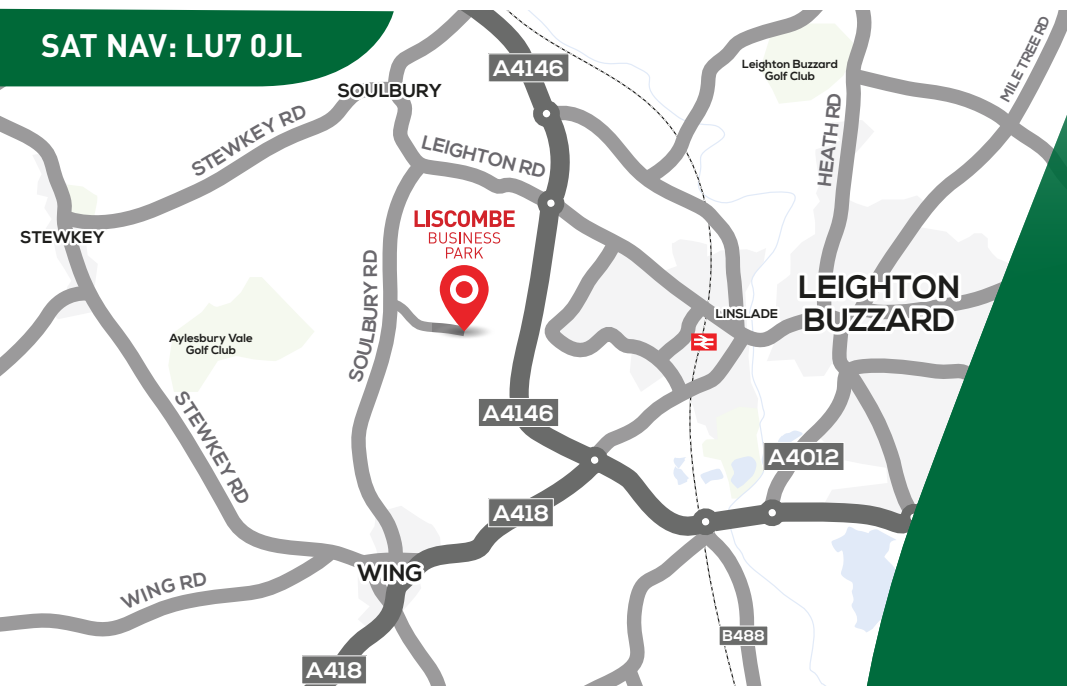 SAT NAV: LU7 0JL
A4146
Leighton Buzzard
Golf Club
MILE TREE RD
SOULBURY
HEATH RD
STEWKEY RD
LEIGHTON RD
LISCOMBE
BUSINESS
PARK
STEWKEY
SOULBURY RD
LEIGHTON
BUZZARD
LINSLADE
Aylesbury Vale
Golf Club
A4146
STEWKEY RD
A4012
A418
WING
WING RD
B488
A418